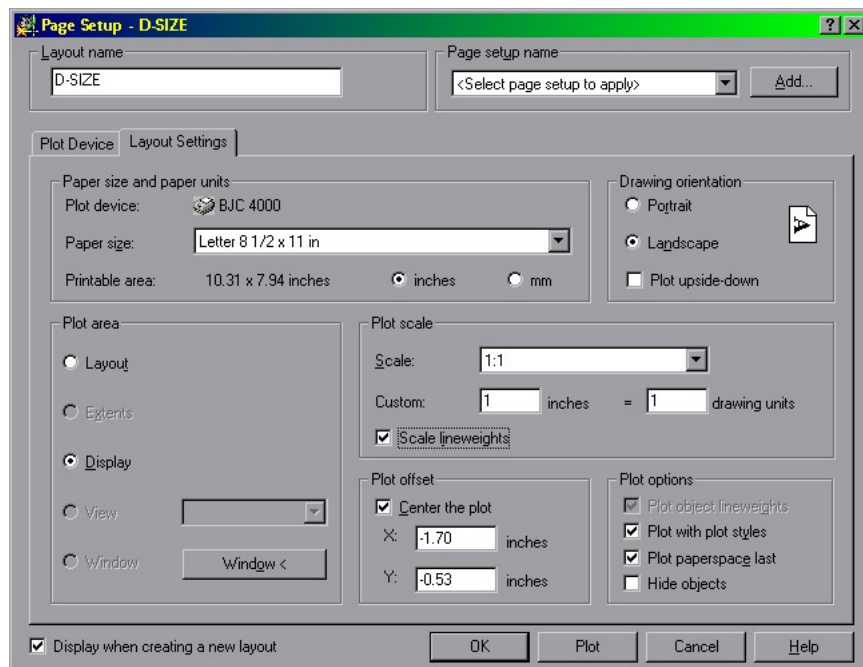 Page Setup - D-SIZE
Layout name
D-SIZE
Page setup name
<Select page setup to apply>
Add...
Plot Device
Layout Settings
Paper size and paper units
Plot device: BJC 4000
Paper size: Letter 8 1/2 x 11 in
Printable area: 10.31 x 7.94 inches inches mm
Drawing orientation
Portrait
Landscape
Plot upside-down
A
Plot area
Layout
Extents
Display
View
Window Window <
Plot scale
Scale: 1:1
Custom: 1 inches = 1 drawing units
Scale lineweights
Plot offset
Center the plot
X: -1.70 inches
Y: -0.53 inches
Plot options
Plot object lineweights
Plot with plot styles
Plot paperspace last
Hide objects
Display when creating a new layout
OK Plot Cancel Help